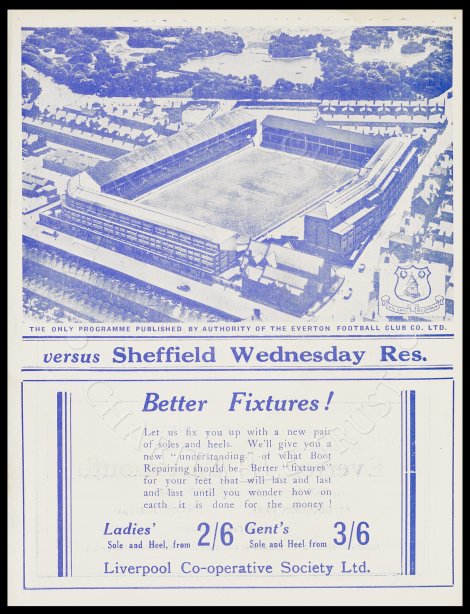 THE ONLY PROGRAMME PUBLISHED BY AUTHORITY OF THE EVERTON FOOTBALL CLUB CO. LTD.
versus Sheffield Wednesday Res.
Better Fixtures!
Let us fix you up with a new pair
of soles and heels. We'll give you a
new "understanding" of what Boot
Repairing should be. Better "fixtures"
for your feet that will last and last
and last until you wonder how on
earth it is done for the money!
Ladies' 2/6 Gent's 3/6
Sole and Heel, from Sole and Heel from
Liverpool Co-operative Society Ltd.